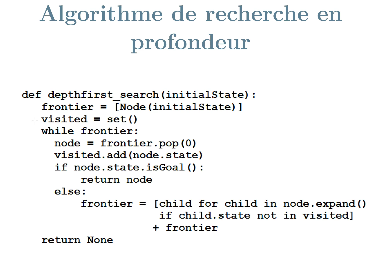 Algorithme de recherche en
profondeur
def depthfirst_search(initialState):
frontier = [Node(initialState)]
visited = set()
while frontier:
node = frontier.pop(0)
visited.add(node.state)
if node.state.isGoal():
return node
else:
frontier = [child for child in node.expand()
if child.state not in visited]
+ frontier
return None